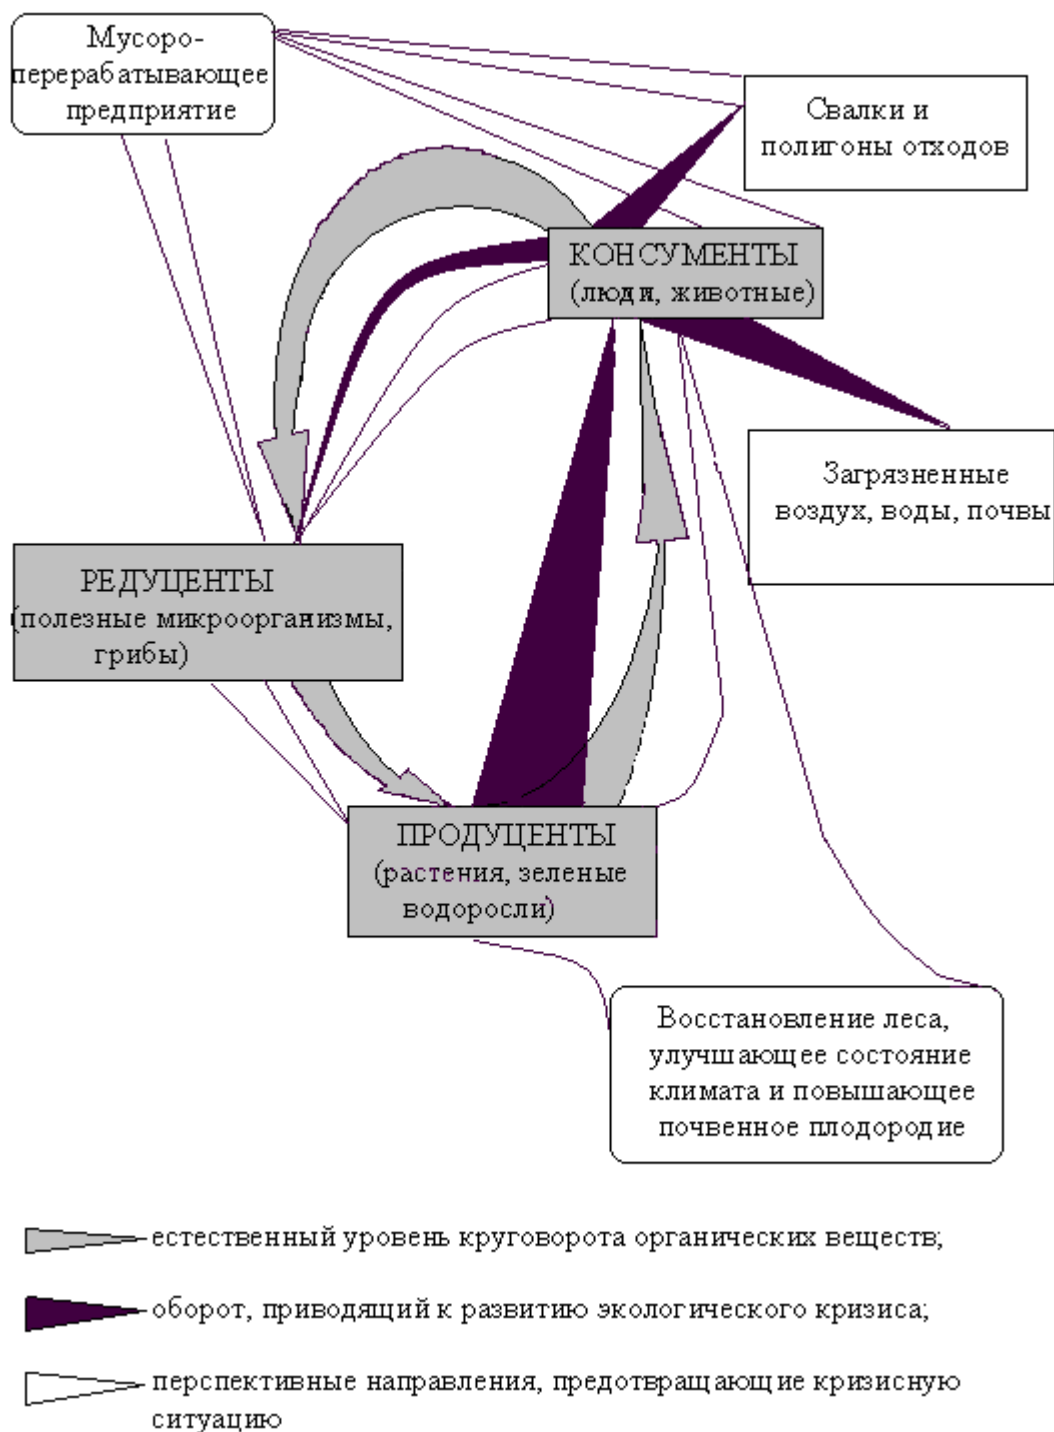 Мусоро-
перерабатывающее
предприятие
Свалки и
полигоны отходов
КОНСУМЕНТЫ
(люди, животные)
Загрязненные
воздух, воды, почвы
РЕДУЦЕНТЫ
(полезные микроорганизмы,
грибы)
ПРОДУЦЕНТЫ
(растения, зеленые
водоросли)
Восстановление леса,
улучшающее состояние
климата и повышающее
почвенное плодородие
естественный уровень круговорота органических веществ;
оборот, приводящий к развитию экологического кризиса;
перспективные направления, предотвращающие кризисную
ситуацию